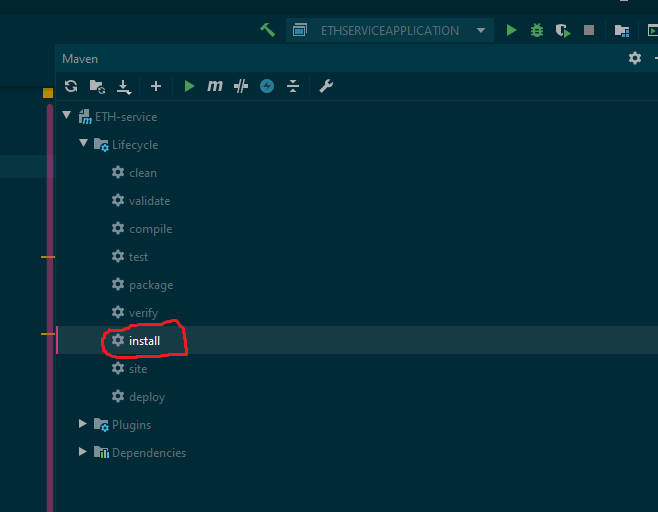 ETHSERVICEAPPLICATION
Maven
m
ETH-service
Lifecycle
clean
validate
compile
test
package
verify
install
site
deploy
Plugins
Dependencies